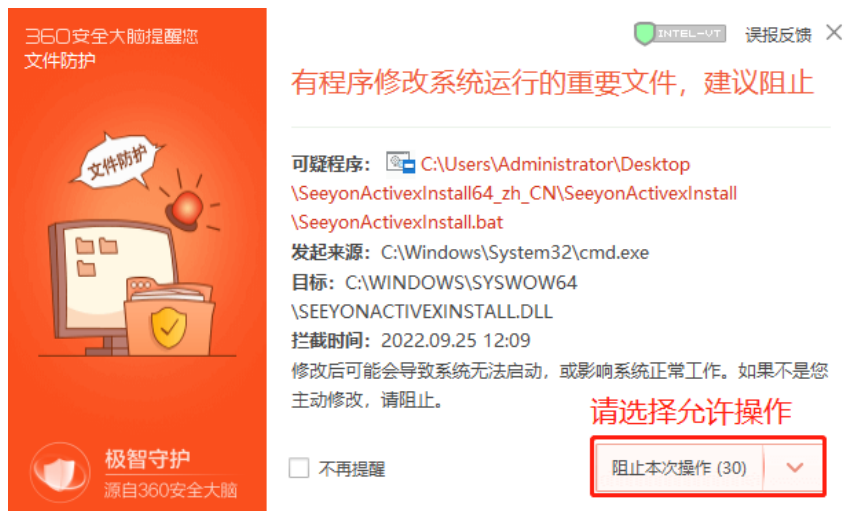 360安全大脑提醒您
文件防护
文件防护
极智守护
源自360安全大脑
INTEL-VT 误报反馈
有程序修改系统运行的重要文件，建议阻止
可疑程序： C:\Users\Administrator\Desktop
\SeeyonActivexInstall64_zh_CN\SeeyonActivexInstall
\SeeyonActivexInstall.bat
发起来源：C:\Windows\System32\cmd.exe
目标：C:\WINDOWS\SYSWOW64
\SEEYONACTIVEXINSTALL.DLL
拦截时间：2022.09.25 12:09
修改后可能会导致系统无法启动，或影响系统正常工作。如果不是您
主动修改，请阻止。
请选择允许操作
不再提醒
阻止本次操作 (30)